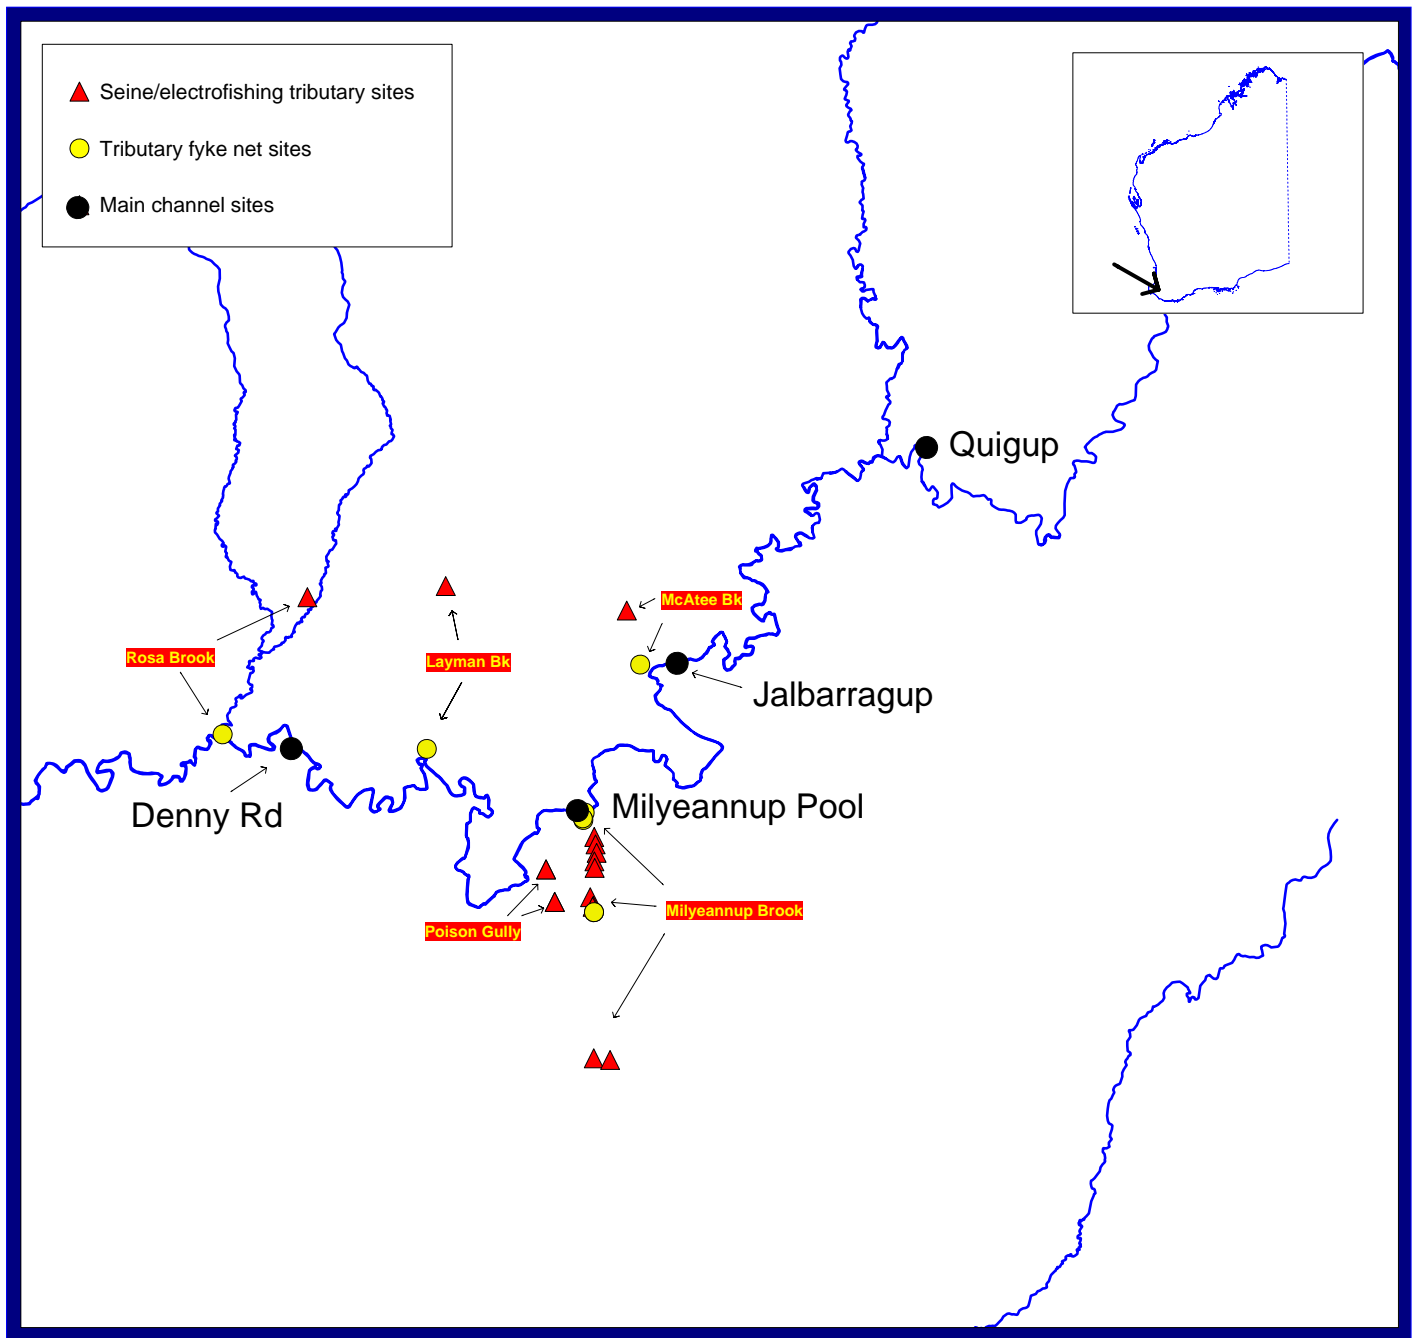 Seine/electrofishing tributary sites
Tributary fyke net sites
Main channel sites
Quigup
McAtee Bk
Rosa Brook
Layman Bk
Jalbarragup
Denny Rd
Milyeannup Pool
Milyeannup Brook
Poison Gully